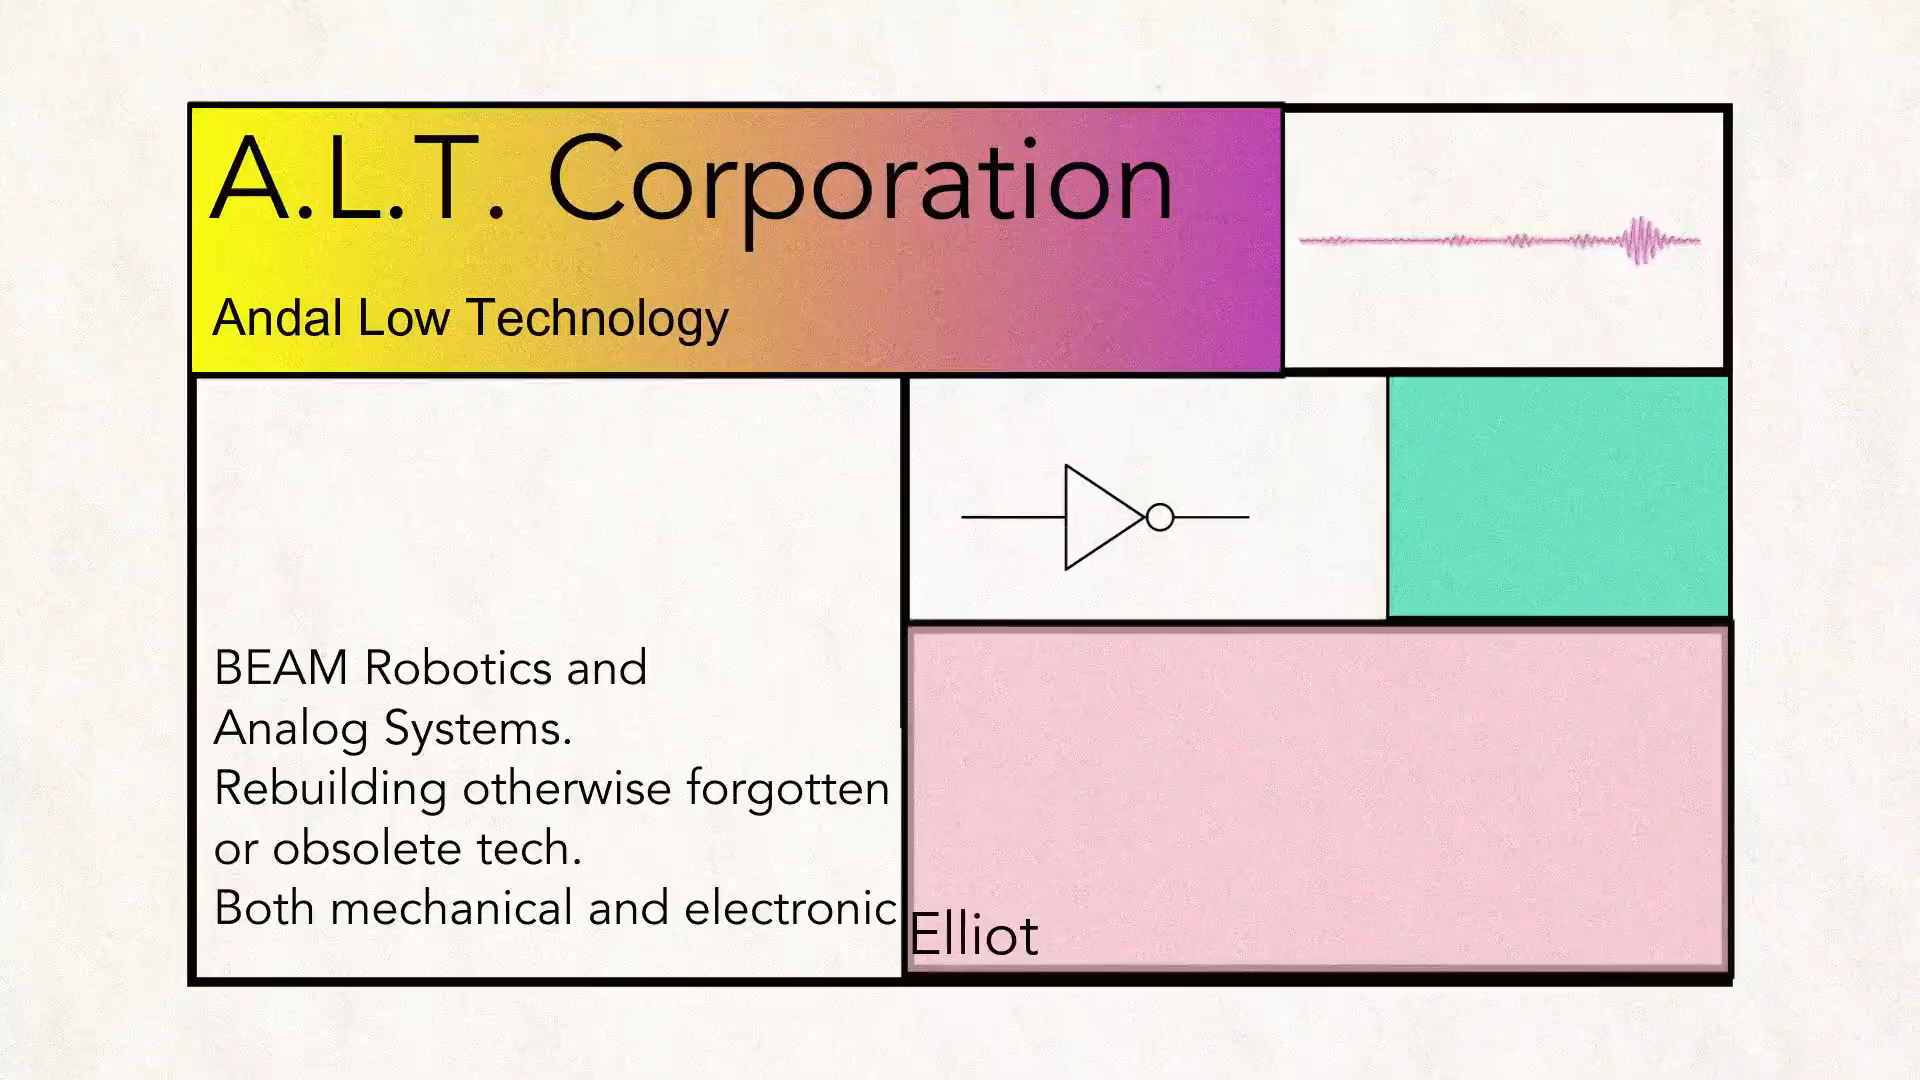 A.L.T. Corporation
Andal Low Technology
BEAM Robotics and
Analog Systems.
Rebuilding otherwise forgotten
or obsolete tech.
Both mechanical and electronic
Elliot